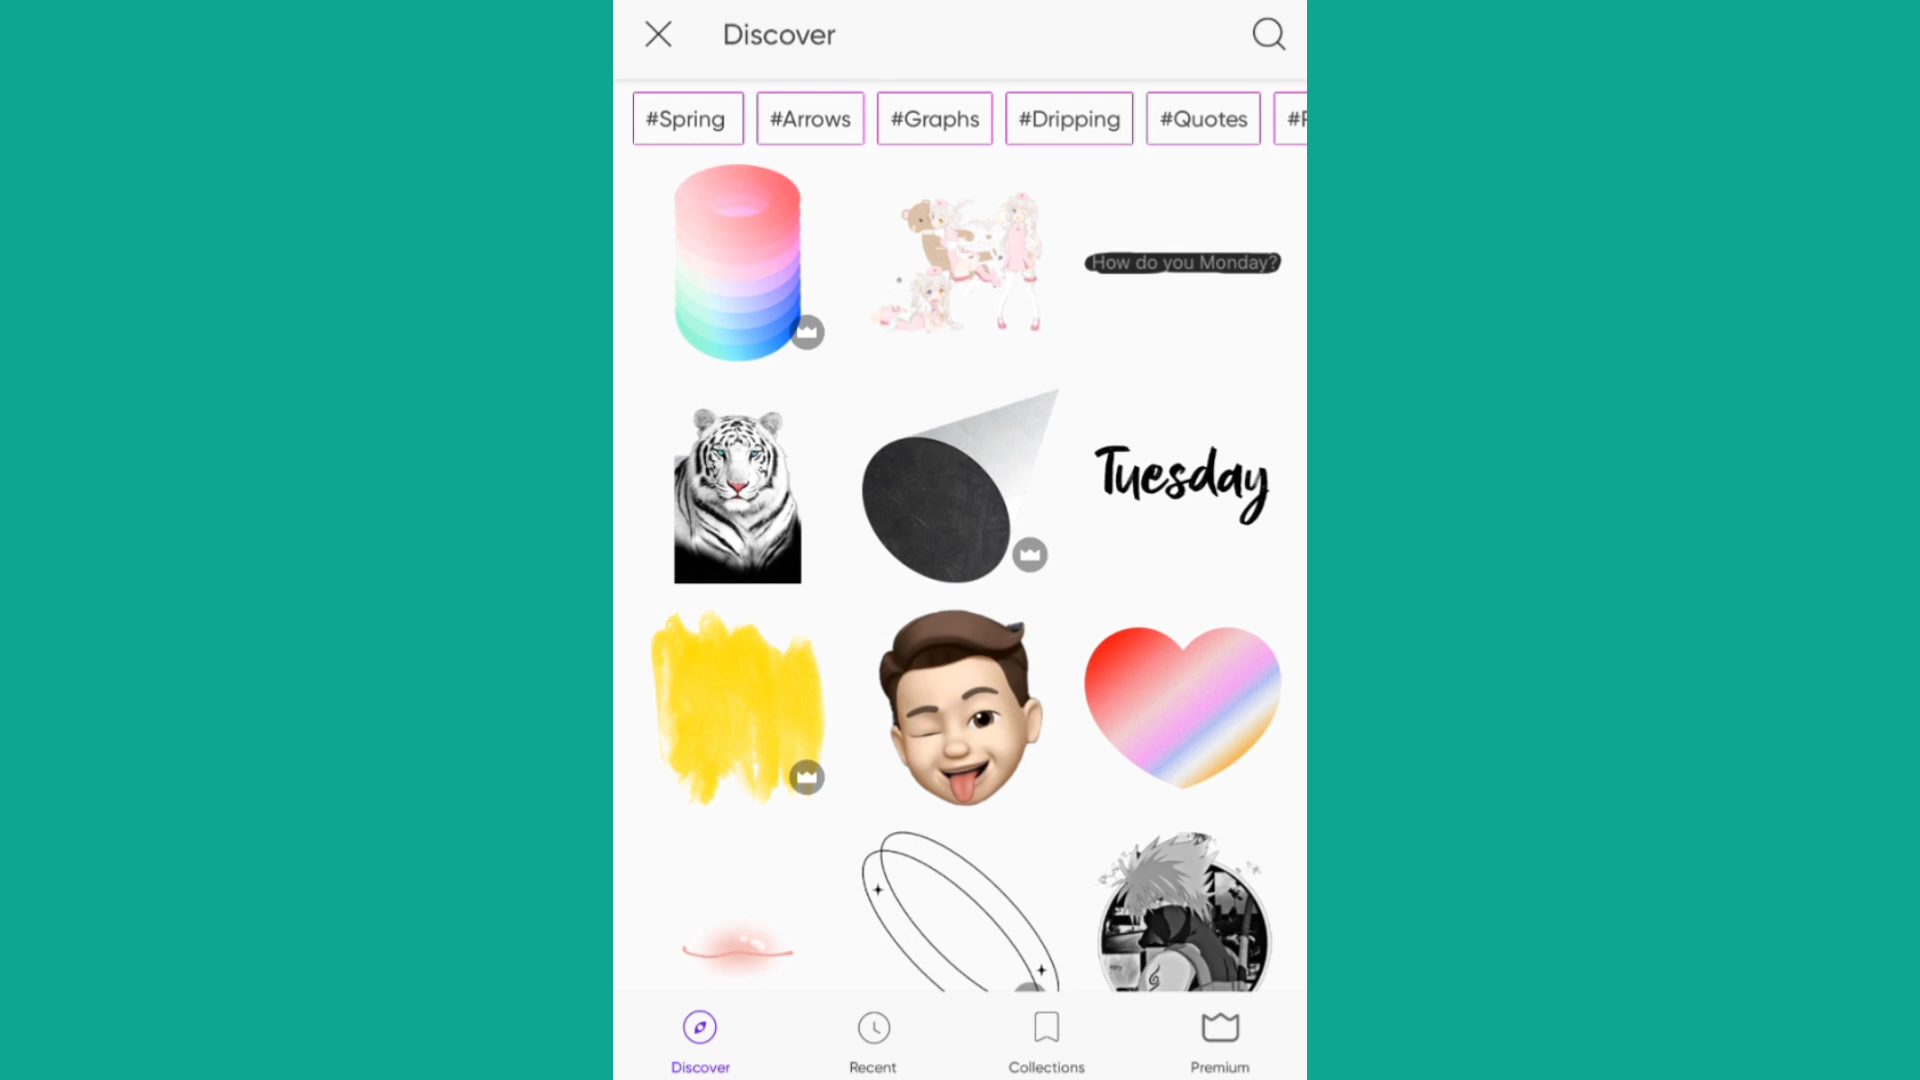 Discover
#Spring #Arrows #Graphs #Dripping #Quotes
How do you Monday?
Tuesday
Discover Recent Collections Premium